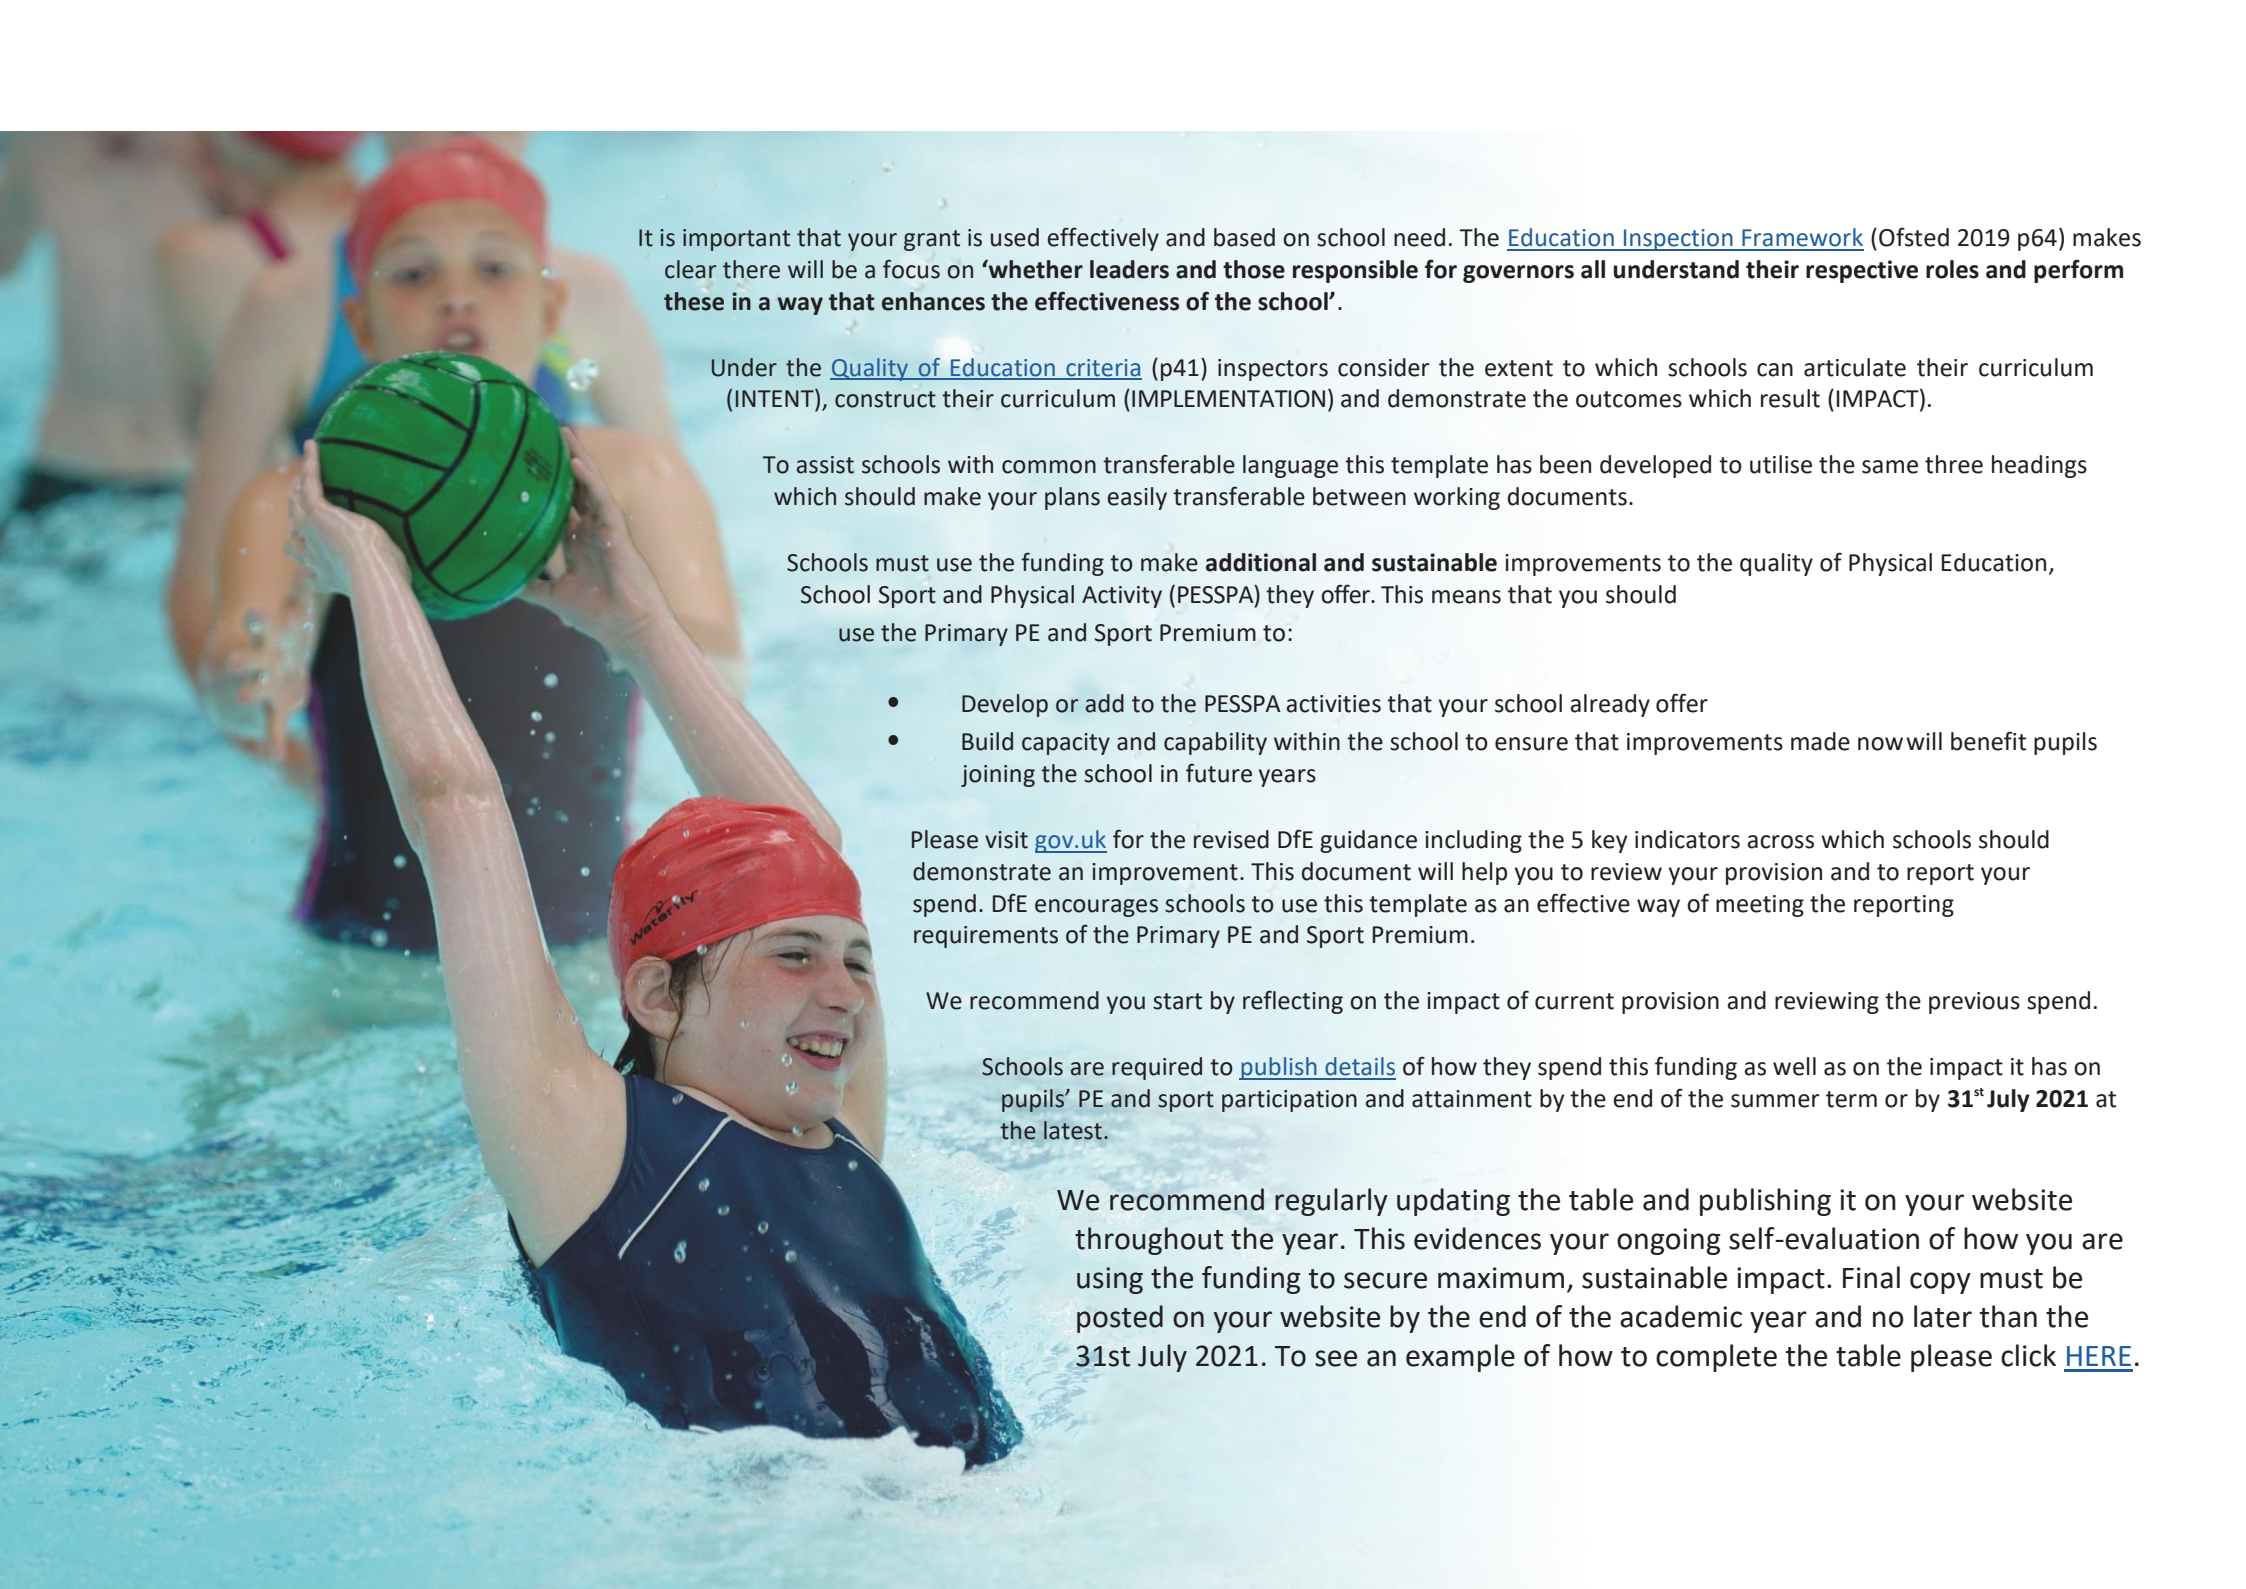 It is important that your grant is used effectively and based on school need. The Education Inspection Framework (Ofsted 2019 p64) makes
clear there will be a focus on ‘whether leaders and those responsible for governors all understand their respective roles and perform
these in a way that enhances the effectiveness of the school’.
Under the Quality of Education criteria (p41) inspectors consider the extent to which schools can articulate their curriculum
(INTENT), construct their curriculum (IMPLEMENTATION) and demonstrate the outcomes which result (IMPACT).
To assist schools with common transferable language this template has been developed to utilise the same three headings
which should make your plans easily transferable between working documents.
Schools must use the funding to make additional and sustainable improvements to the quality of Physical Education,
School Sport and Physical Activity (PESSPA) they offer. This means that you should
use the Primary PE and Sport Premium to:
• Develop or add to the PESSPA activities that your school already offer
• Build capacity and capability within the school to ensure that improvements made now will benefit pupils
joining the school in future years
Please visit gov.uk for the revised DfE guidance including the 5 key indicators across which schools should
demonstrate an improvement. This document will help you to review your provision and to report your
spend. DfE encourages schools to use this template as an effective way of meeting the reporting
requirements of the Primary PE and Sport Premium.
We recommend you start by reflecting on the impact of current provision and reviewing the previous spend.
Schools are required to publish details of how they spend this funding as well as on the impact it has on
pupils’ PE and sport participation and attainment by the end of the summer term or by 31st July 2021 at
the latest.
We recommend regularly updating the table and publishing it on your website
throughout the year. This evidences your ongoing self-evaluation of how you are
using the funding to secure maximum, sustainable impact. Final copy must be
posted on your website by the end of the academic year and no later than the
31st July 2021. To see an example of how to complete the table please click HERE.